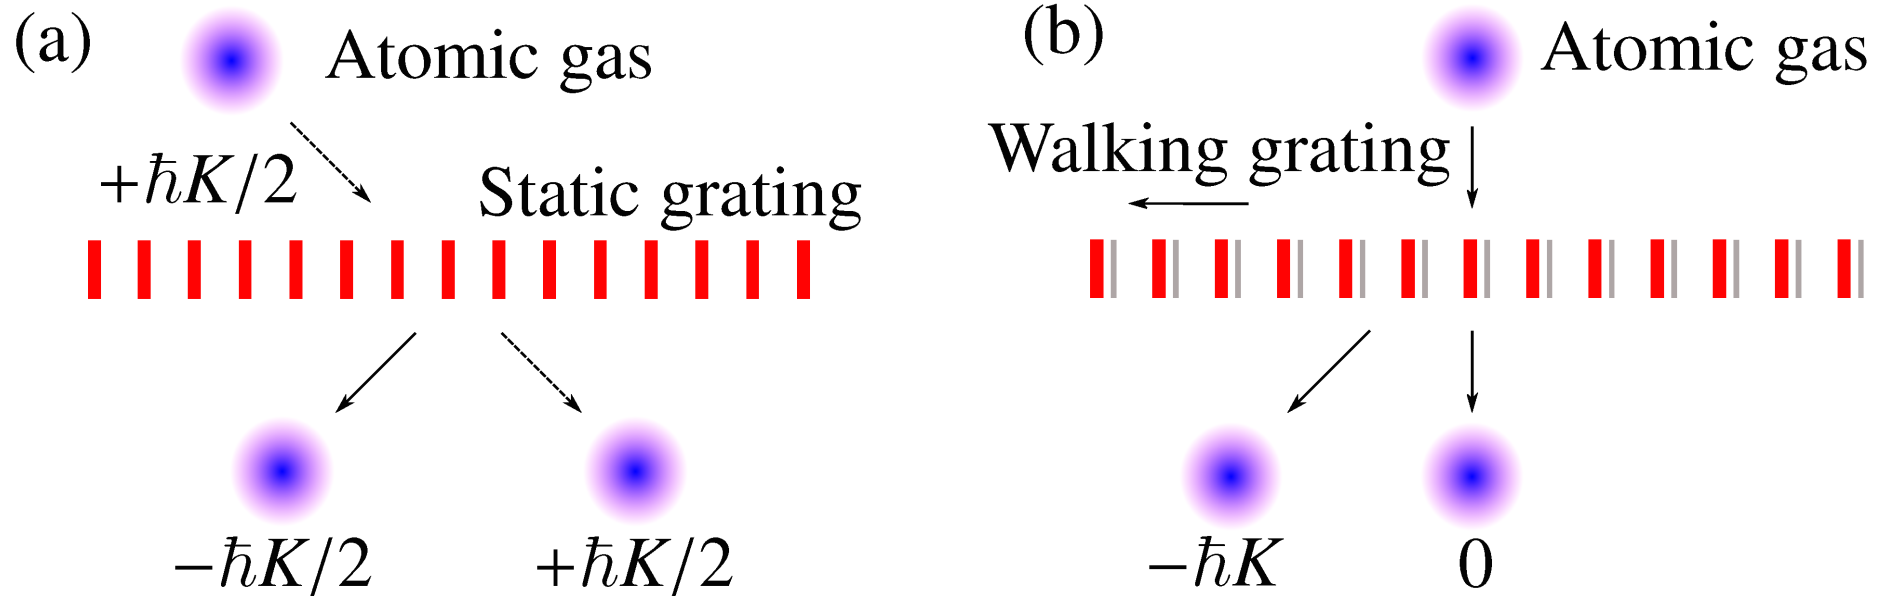 (a)
Atomic gas
+ℏK/2
Static grating
−ℏK/2
+ℏK/2
(b)
Atomic gas
Walking grating
−ℏK
0